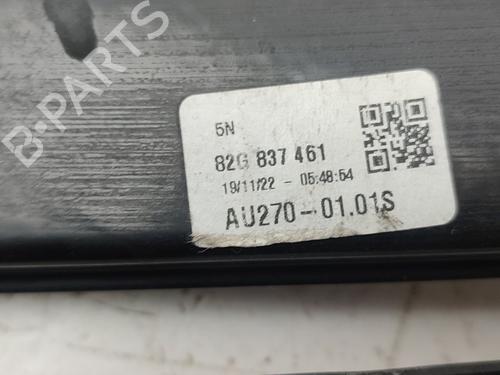 B-PARTS
5N
82G 837 461
19/11/22 - 05:48:54
AU270-01.01S